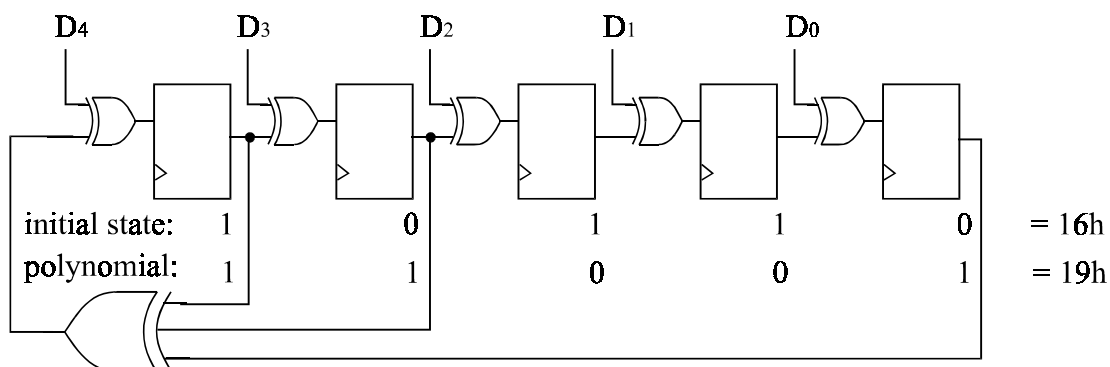 D4 D3 D2 D1 D0
initial state: 1 0 1 1 0 = 16h
polynomial: 1 1 0 0 1 = 19h